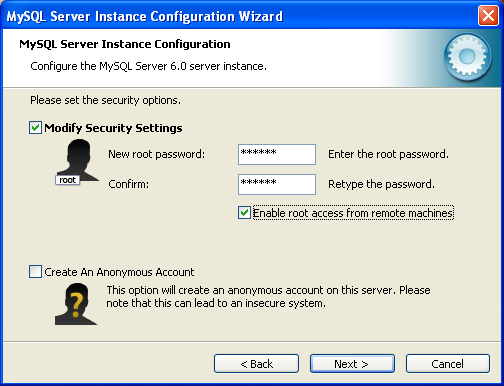 MySQL Server Instance Configuration Wizard
MySQL Server Instance Configuration
Configure the MySQL Server 6.0 server instance.
Please set the security options.
Modify Security Settings
root
New root password: ****** Enter the root password.
Confirm: ****** Retype the password.
Enable root access from remote machines
Create An Anonymous Account
This option will create an anonymous account on this server. Please
note that this can lead to an insecure system.
< Back Next > Cancel